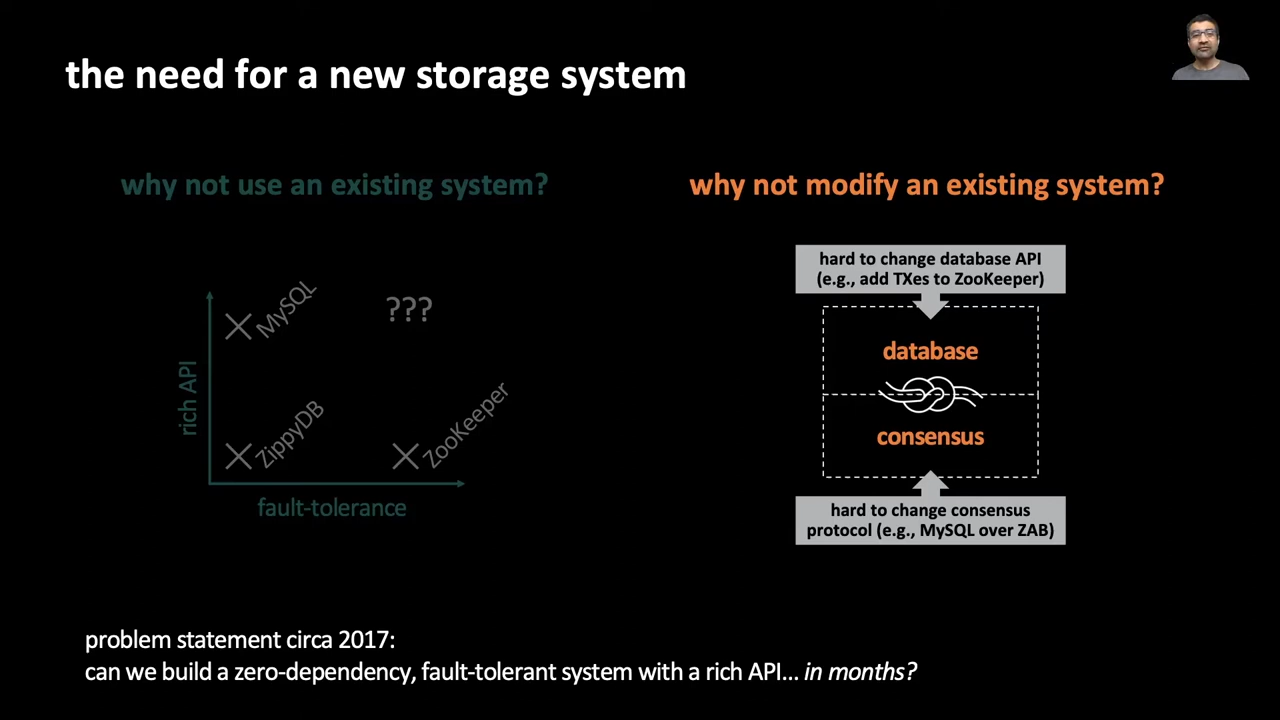 the need for a new storage system
why not use an existing system?
rich API
MySQL
???
ZippyDB
ZooKeeper
fault-tolerance
why not modify an existing system?
hard to change database API
(e.g., add TXes to ZooKeeper)
database
consensus
hard to change consensus
protocol (e.g., MySQL over ZAB)
problem statement circa 2017:
can we build a zero-dependency, fault-tolerant system with a rich API... in months?